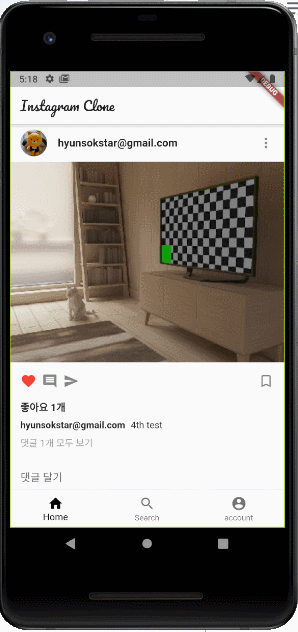 5:18
DEBUG
Instagram Clone
hyunsokstar@gmail.com
좋아요 1개
hyunsokstar@gmail.com 4th test
댓글 1개 모두 보기
댓글 달기
Home Search account